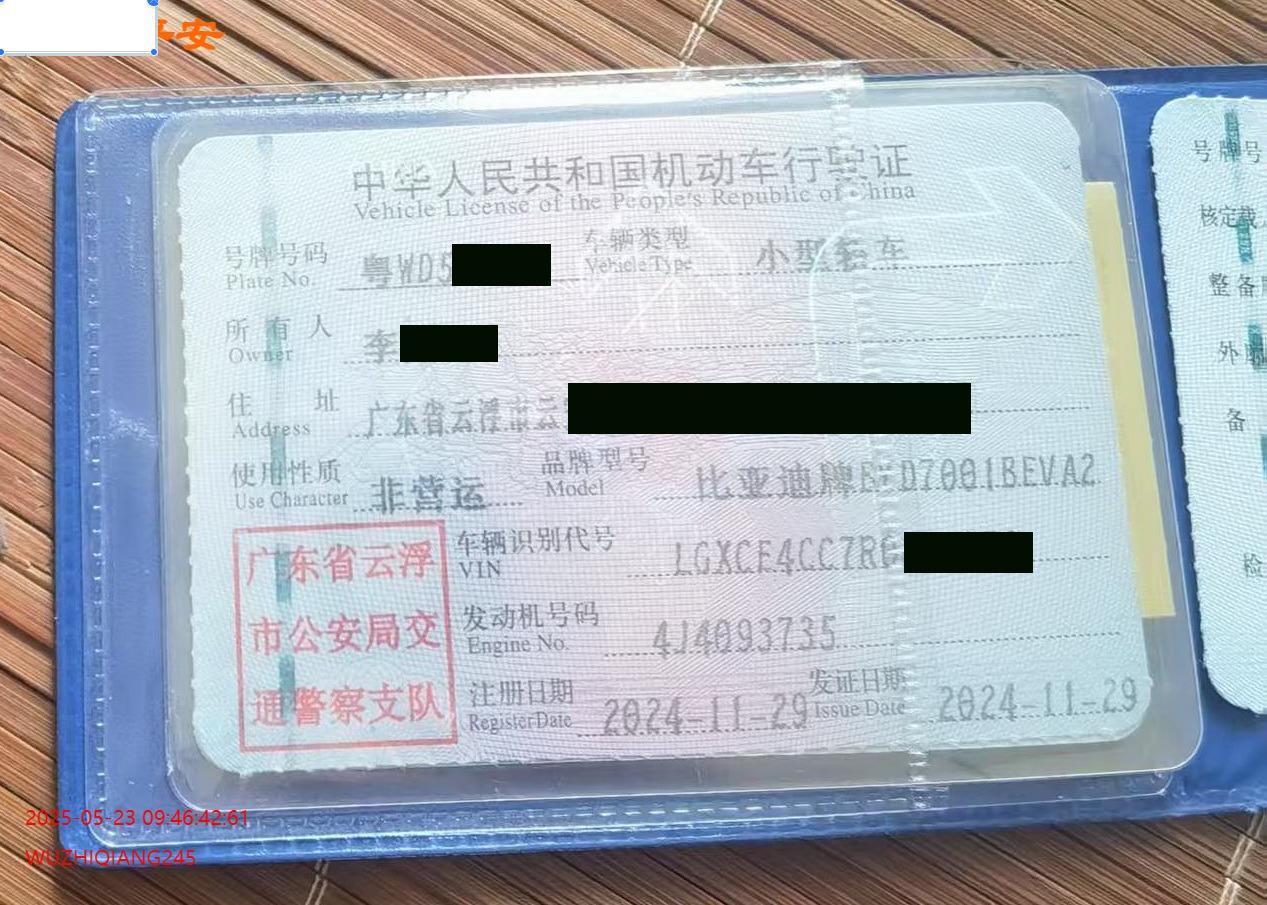 安
中华人民共和国机动车行驶证
Vehicle License of the People's Republic of China
号牌号码 粤WD5 车辆类型 小型轿车
Plate No. Vehicle Type
所有人 李
Owner
住址 广东省云浮市云
Address
使用性质 非营运 品牌型号 比亚迪牌BYD7001BEVA2
Use Character Model
广东省云浮
市公安局交
通警察支队
车辆识别代号 LGXCE4CC7R
VIN
发动机号码 4J4093735
Engine No.
注册日期 2024-11-29 发证日期 2024-11-29
Register Date Issue Date
号牌号
核定载
整备
外
备
检
2025-05-23 09:46:42:61
WUZHIQIANG245